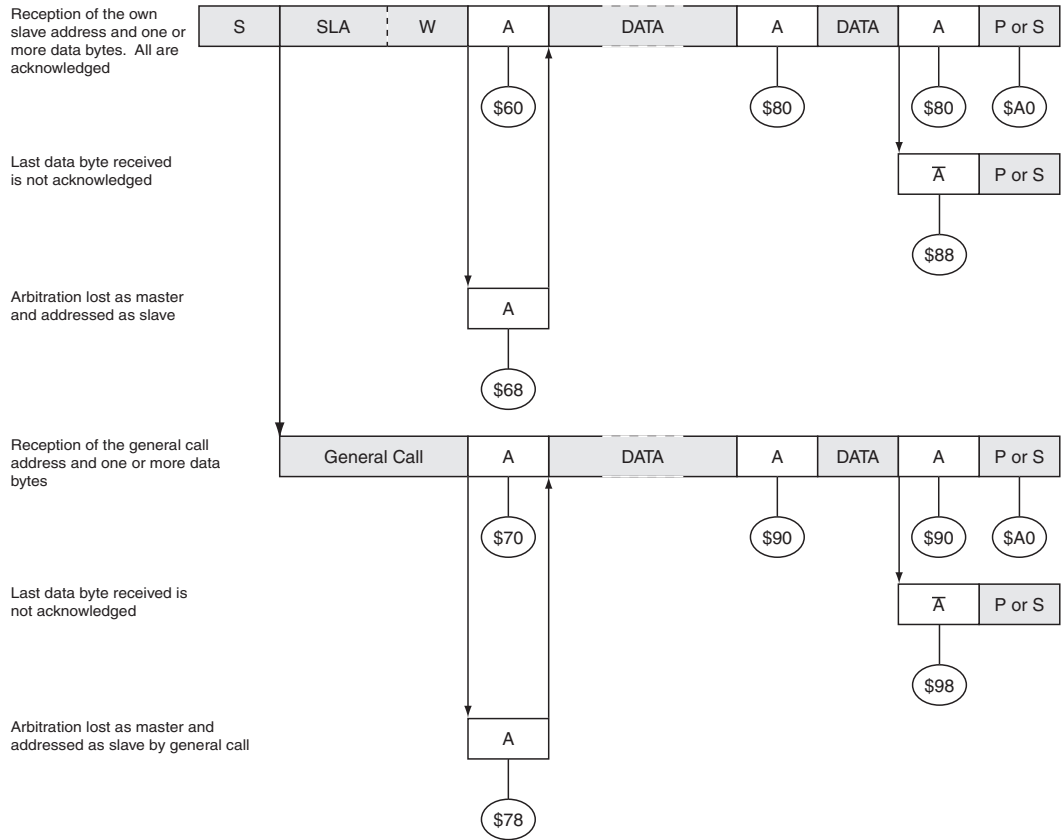 Reception of the own
slave address and one or
more data bytes. All are
acknowledged
S SLA W A DATA A DATA A P or S
$60 $80 $80 $A0
Last data byte received
is not acknowledged
A̅ P or S
$88
Arbitration lost as master
and addressed as slave
A
$68
Reception of the general call
address and one or more data
bytes
General Call A DATA A DATA A P or S
$70 $90 $90 $A0
Last data byte received is
not acknowledged
A̅ P or S
$98
Arbitration lost as master and
addressed as slave by general call
A
$78